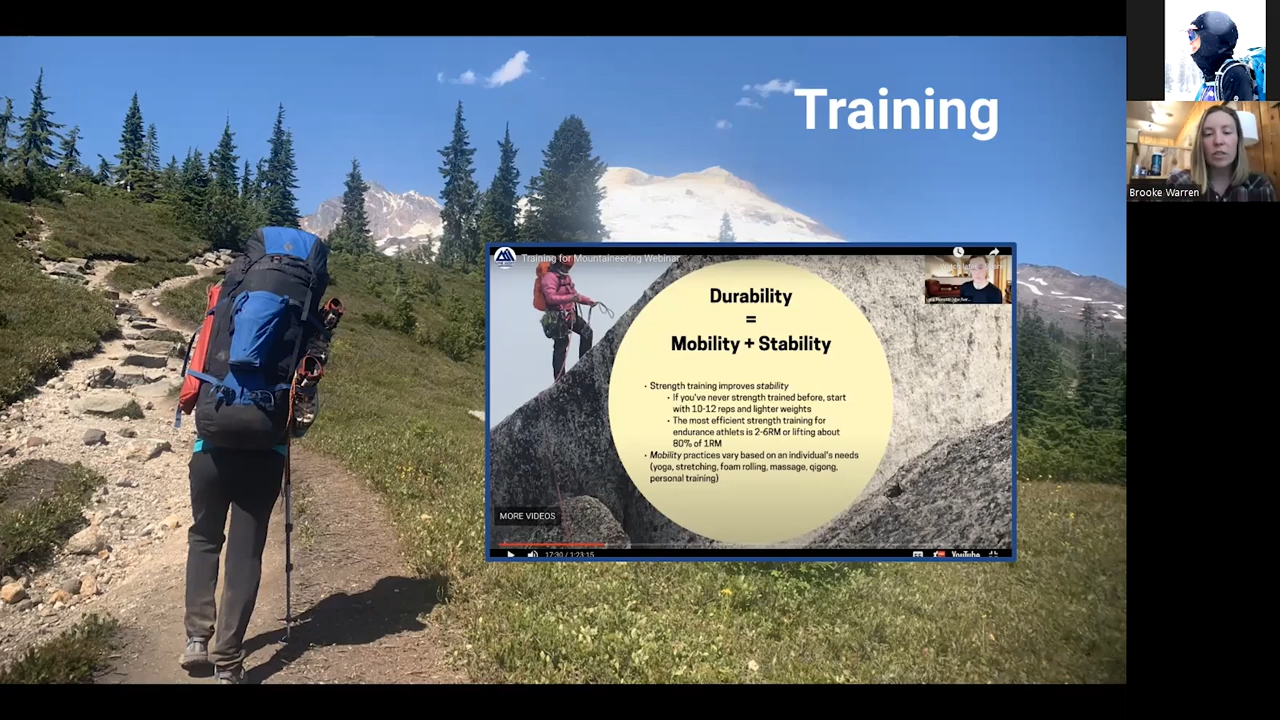 Training
Brooke Warren
Training for Mountaineering Webinar
Durability
=
Mobility + Stability
• Strength training improves stability
• If you've never strength trained before, start
with 10-12 reps and lighter weights
• The most efficient strength training for
endurance athlets is 2-6RM or lifting about
80% of 1RM
• Mobility practices vary based on an individual's needs
(yoga, stretching, foam rolling, massage, qigong,
personal training)
MORE VIDEOS
17:30 / 1:23:15
YouTube